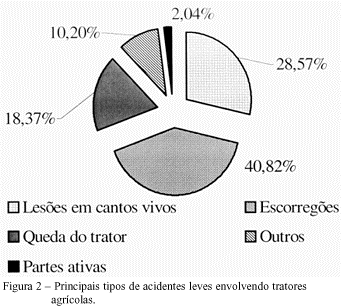 2,04%
10,20%
28,57%
18,37%
40,82%
Lesões em cantos vivos
Escorregões
Queda do trator
Outros
Partes ativas
Figura 2 – Principais tipos de acidentes leves envolvendo tratores
agrícolas.